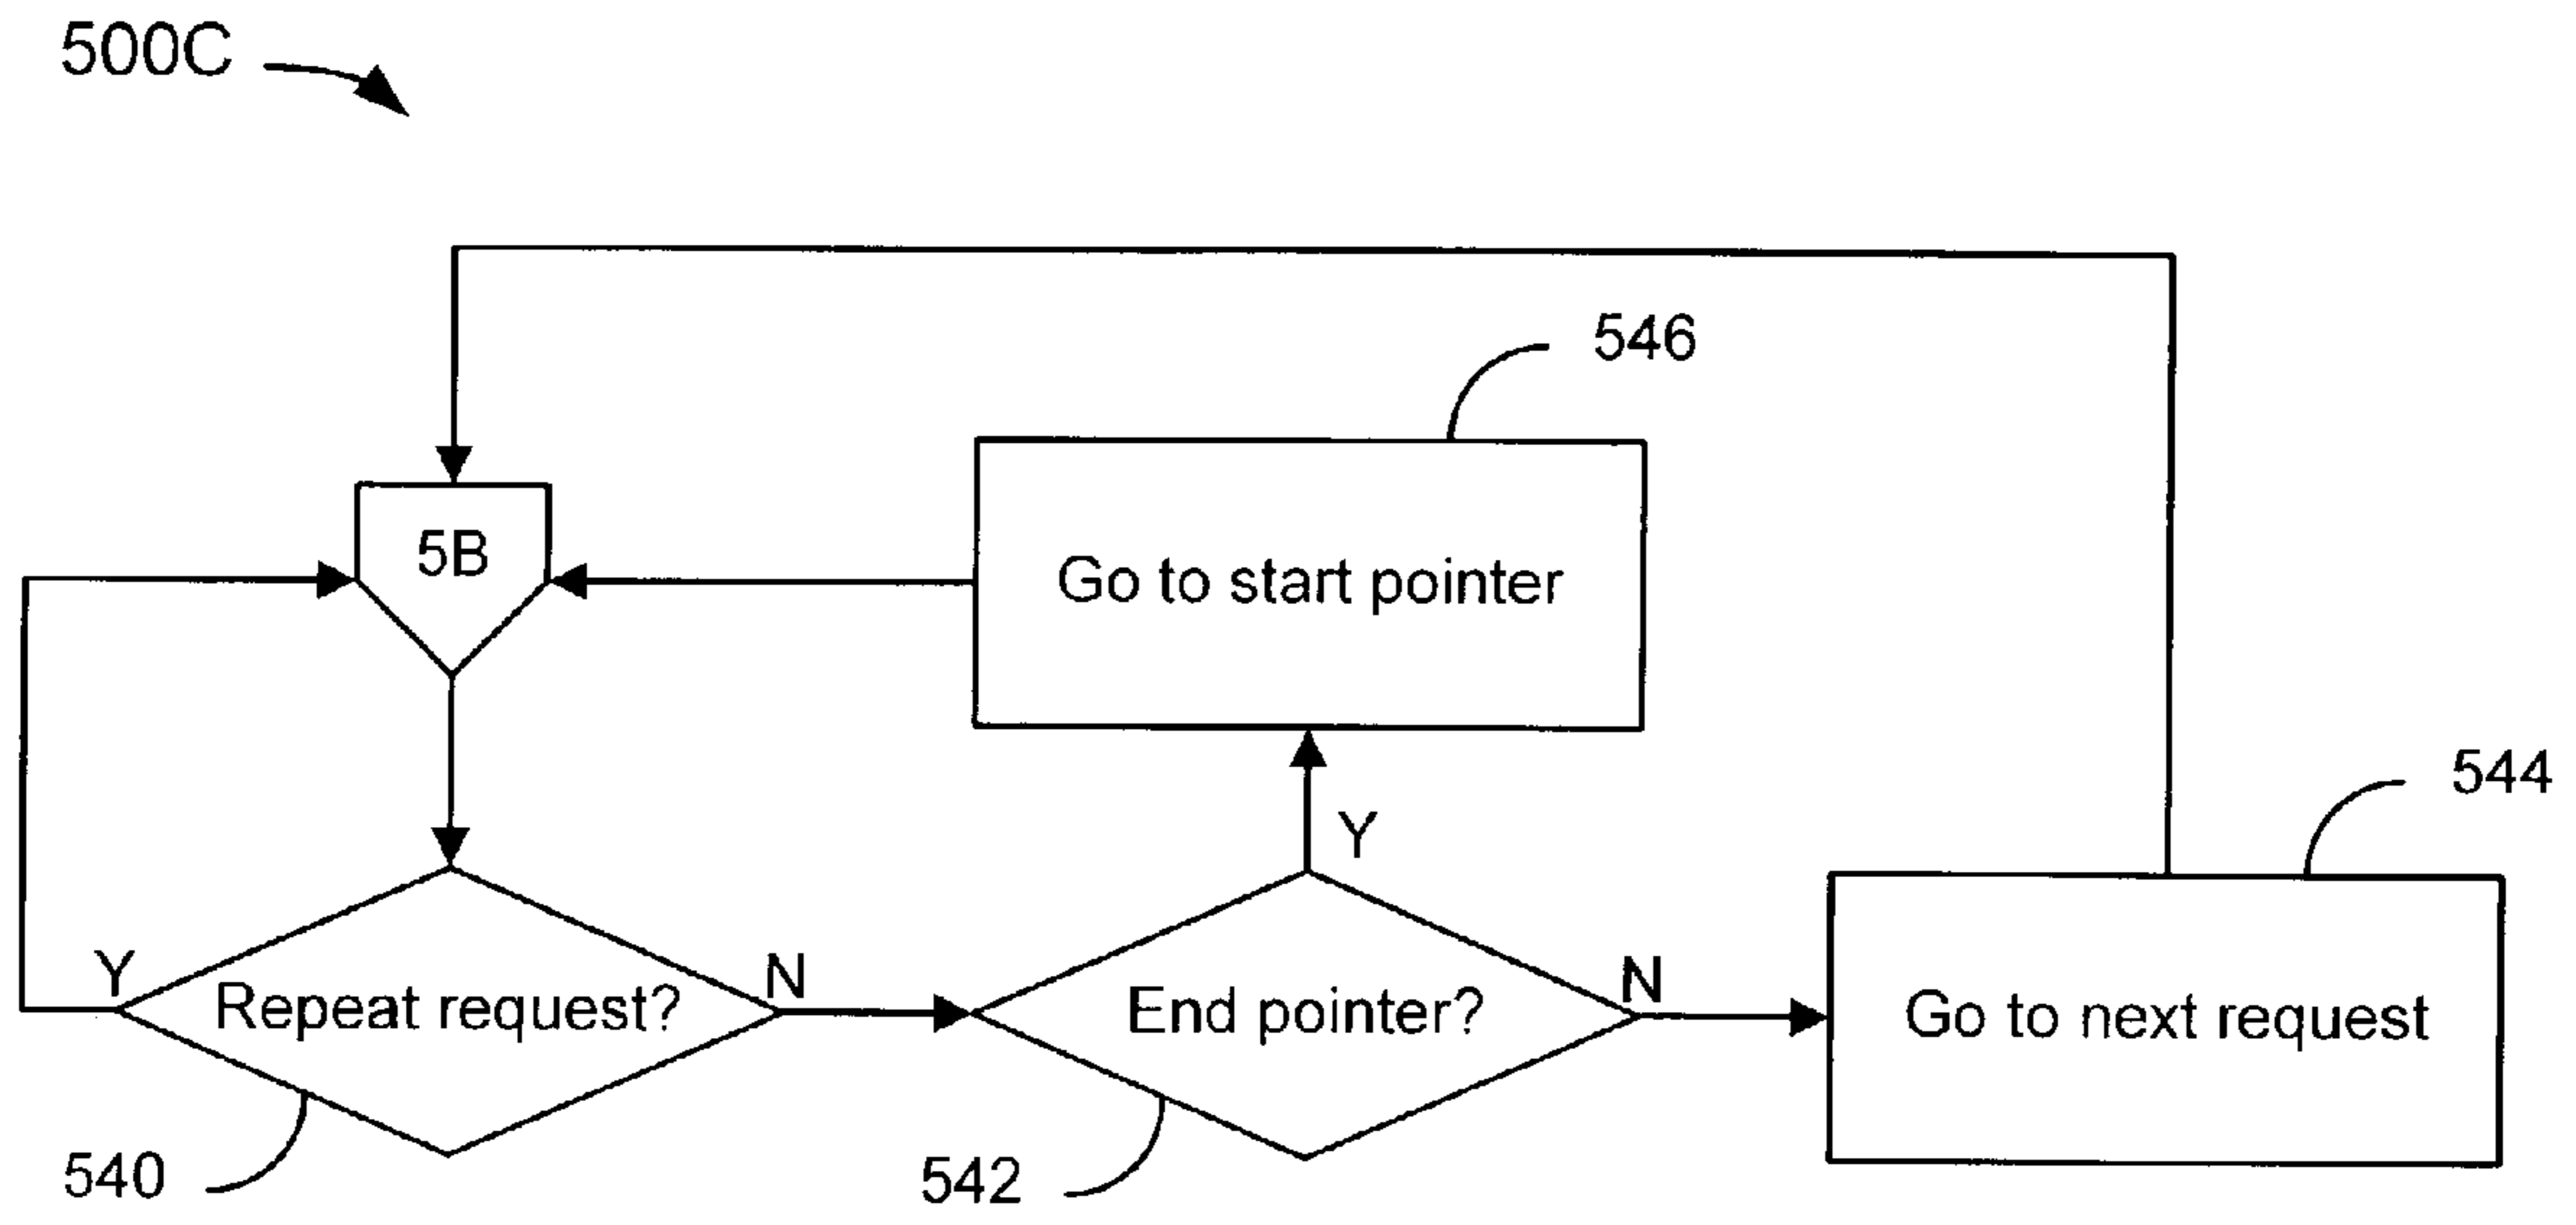 500C
546
5B
Go to start pointer
544
Y
Y
N
N
Repeat request?
End pointer?
Go to next request
540
542